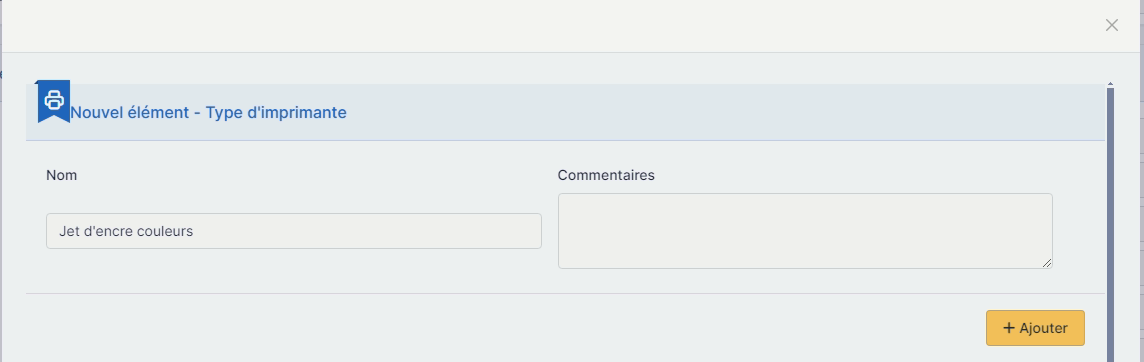 Nouvel élément - Type d'imprimante
Nom
Commentaires
Jet d'encre couleurs
+ Ajouter